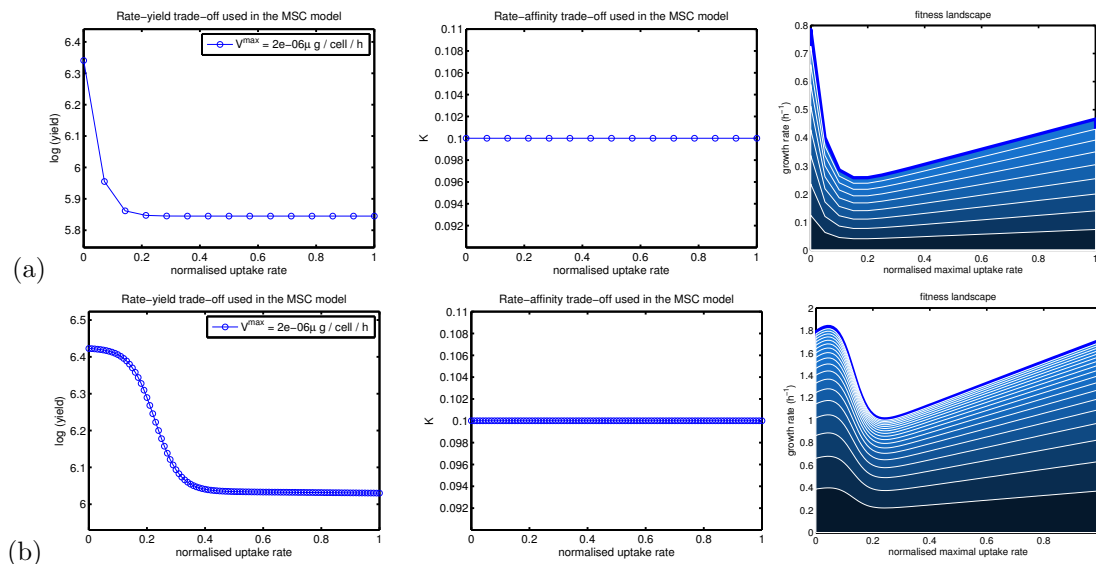 Rate−yield trade−off used in the MSC model
6.4
6.3
6.2
6.1
6
5.9
5.8
log (yield)
V^max = 2e−06μ g / cell / h
0 0.2 0.4 0.6 0.8 1
normalised uptake rate
Rate−affinity trade−off used in the MSC model
0.11
0.108
0.106
0.104
0.102
0.10
0.098
0.096
0.094
0.092
K
0 0.2 0.4 0.6 0.8 1
normalised uptake rate
fitness landscape
0.8
0.7
0.6
0.5
0.4
0.3
0.2
0.1
0
growth rate (h^−1)
0 0.2 0.4 0.6 0.8 1
normalised maximal uptake rate
(a)
Rate−yield trade−off used in the MSC model
6.5
6.4
6.3
6.2
6.1
6
log (yield)
V^max = 2e−06μ g / cell / h
0 0.2 0.4 0.6 0.8 1
normalised uptake rate
Rate−affinity trade−off used in the MSC model
0.11
0.108
0.106
0.104
0.102
0.10
0.098
0.096
0.094
0.092
K
0 0.2 0.4 0.6 0.8 1
normalised uptake rate
fitness landscape
2
1.8
1.6
1.4
1.2
1
0.8
0.6
0.4
0.2
0
growth rate (h^−1)
0 0.2 0.4 0.6 0.8
normalised maximal uptake rate
(b)